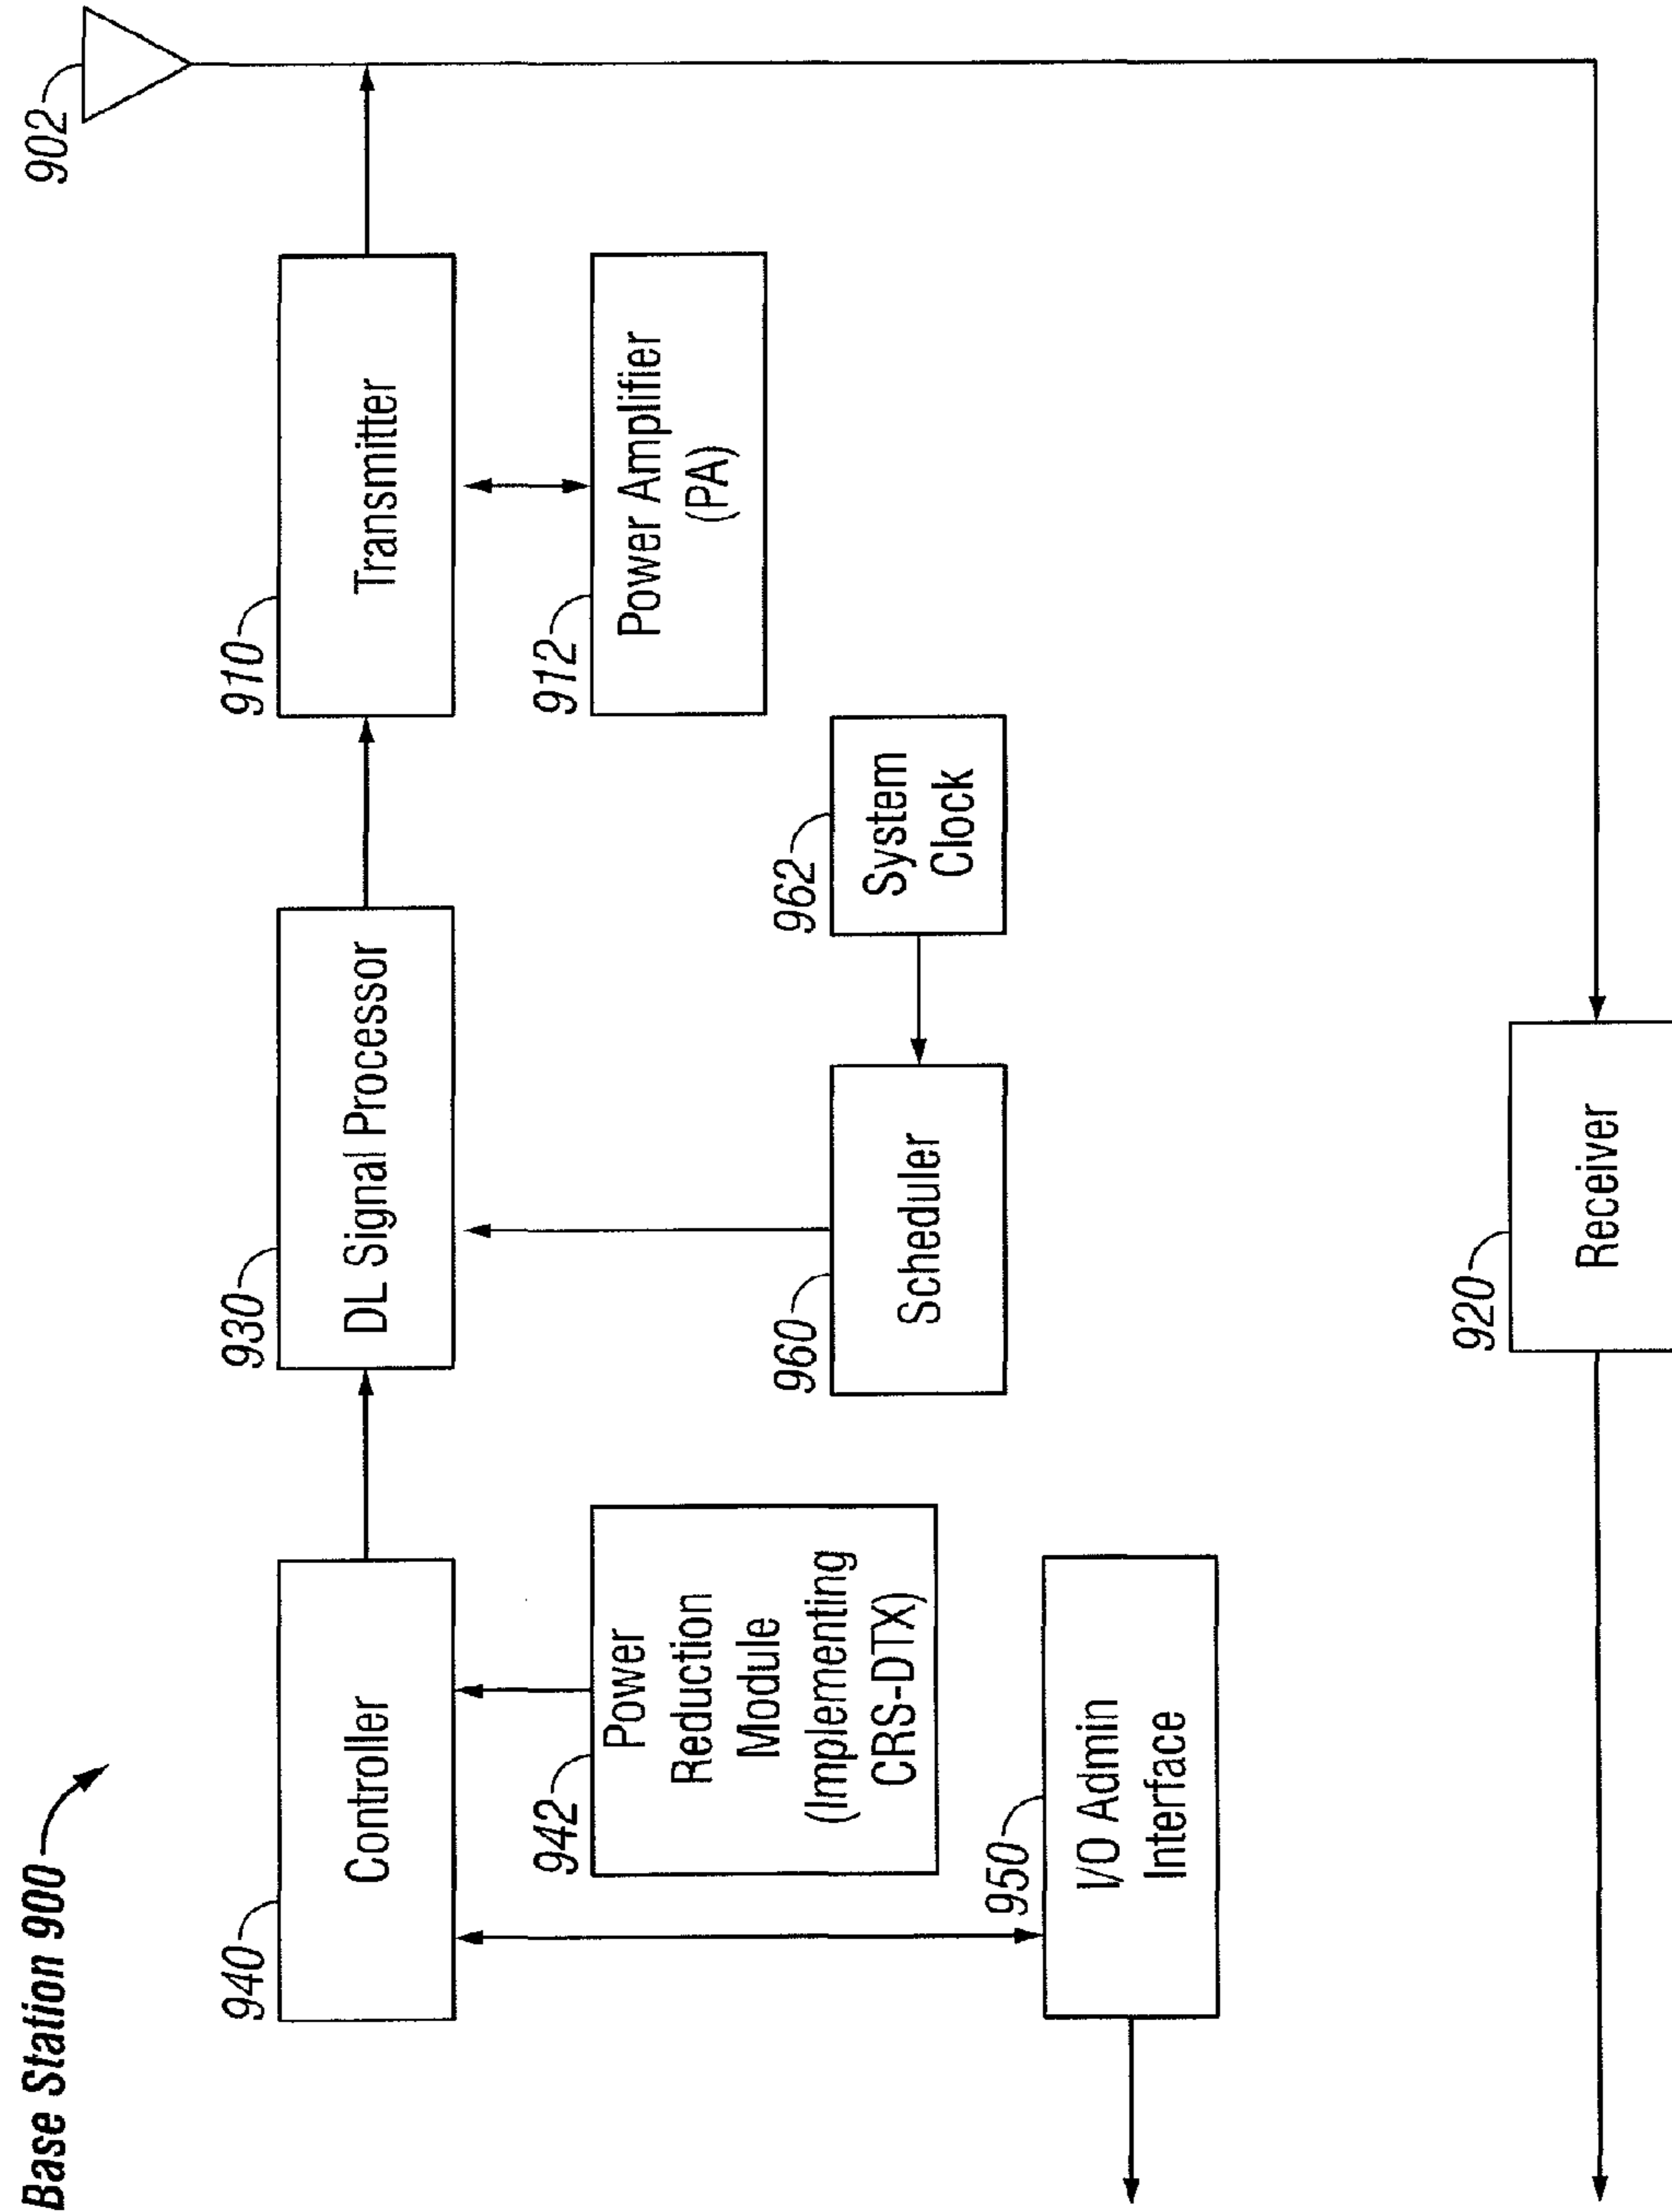 Base Station 900
902
940
Controller
930
DL Signal Processor
910
Transmitter
942
Power
Reduction
Module
(Implementing
CRS-DTX)
912
Power Amplifier
(PA)
960
Scheduler
962
System
Clock
950
I/O Admin
Interface
920
Receiver